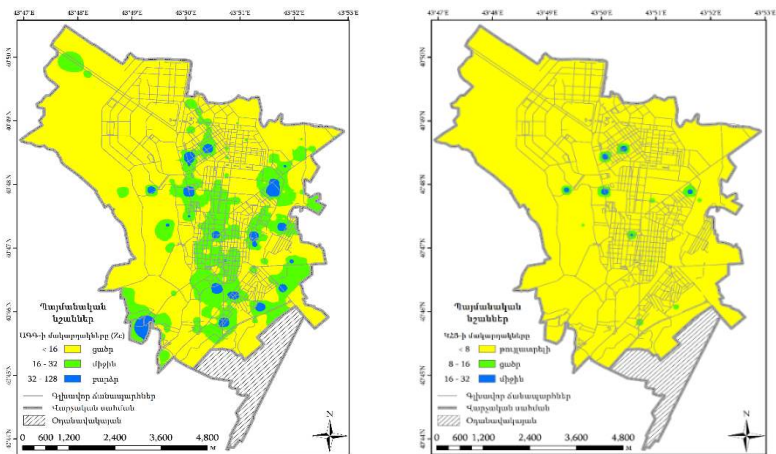 43°47'E 43°48'E 43°49'E 43°50'E 43°51'E 43°52'E 43°53'E
Պայմանական
նշաններ
ԱԳԳ-ի մակարդակները (Zc)
< 16 ցածր
16 - 32 միջին
32 - 128 բարձր
Գլխավոր ճանապարհներ
Վարչական սահման
Օդանավակայան
0 600 1,200 2,400 3,600 4,800
Մ
N
43°47'E 43°48'E 43°49'E 43°50'E 43°51'E 43°52'E 43°53'E
Պայմանական
նշաններ
< 8 թույլատրելի
8 - 16 ցածր
16 - 32 միջին
Գլխավոր ճանապարհներ
Վարչական սահման
Օդանավակայան
0 600 1,200 2,400 3,600 4,800
Մ
N